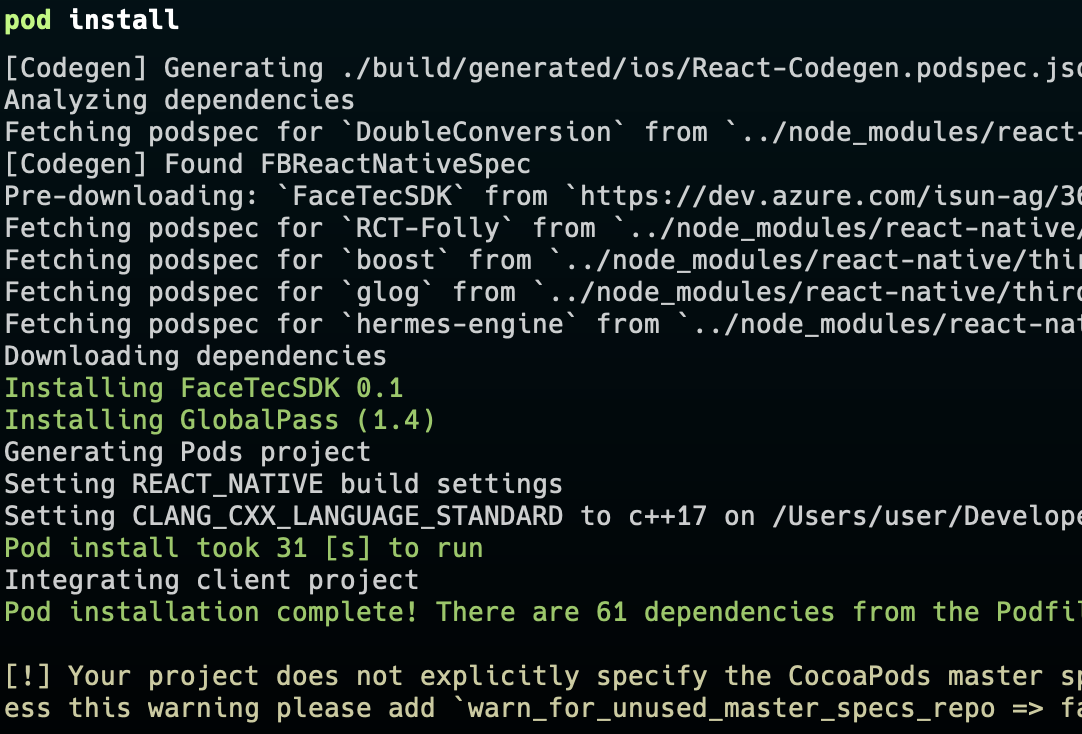 pod install
[Codegen] Generating ./build/generated/ios/React-Codegen.podspec.jso
Analyzing dependencies
Fetching podspec for `DoubleConversion` from `../node_modules/react-
[Codegen] Found FBReactNativeSpec
Pre-downloading: `FaceTecSDK` from `https://dev.azure.com/isun-ag/36
Fetching podspec for `RCT-Folly` from `../node_modules/react-native/
Fetching podspec for `boost` from `../node_modules/react-native/thir
Fetching podspec for `glog` from `../node_modules/react-native/third
Fetching podspec for `hermes-engine` from `../node_modules/react-nat
Downloading dependencies
Installing FaceTecSDK 0.1
Installing GlobalPass (1.4)
Generating Pods project
Setting REACT_NATIVE build settings
Setting CLANG_CXX_LANGUAGE_STANDARD to c++17 on /Users/user/Develope
Pod install took 31 [s] to run
Integrating client project
Pod installation complete! There are 61 dependencies from the Podfil
[!] Your project does not explicitly specify the CocoaPods master sp
ess this warning please add `warn_for_unused_master_specs_repo => fa